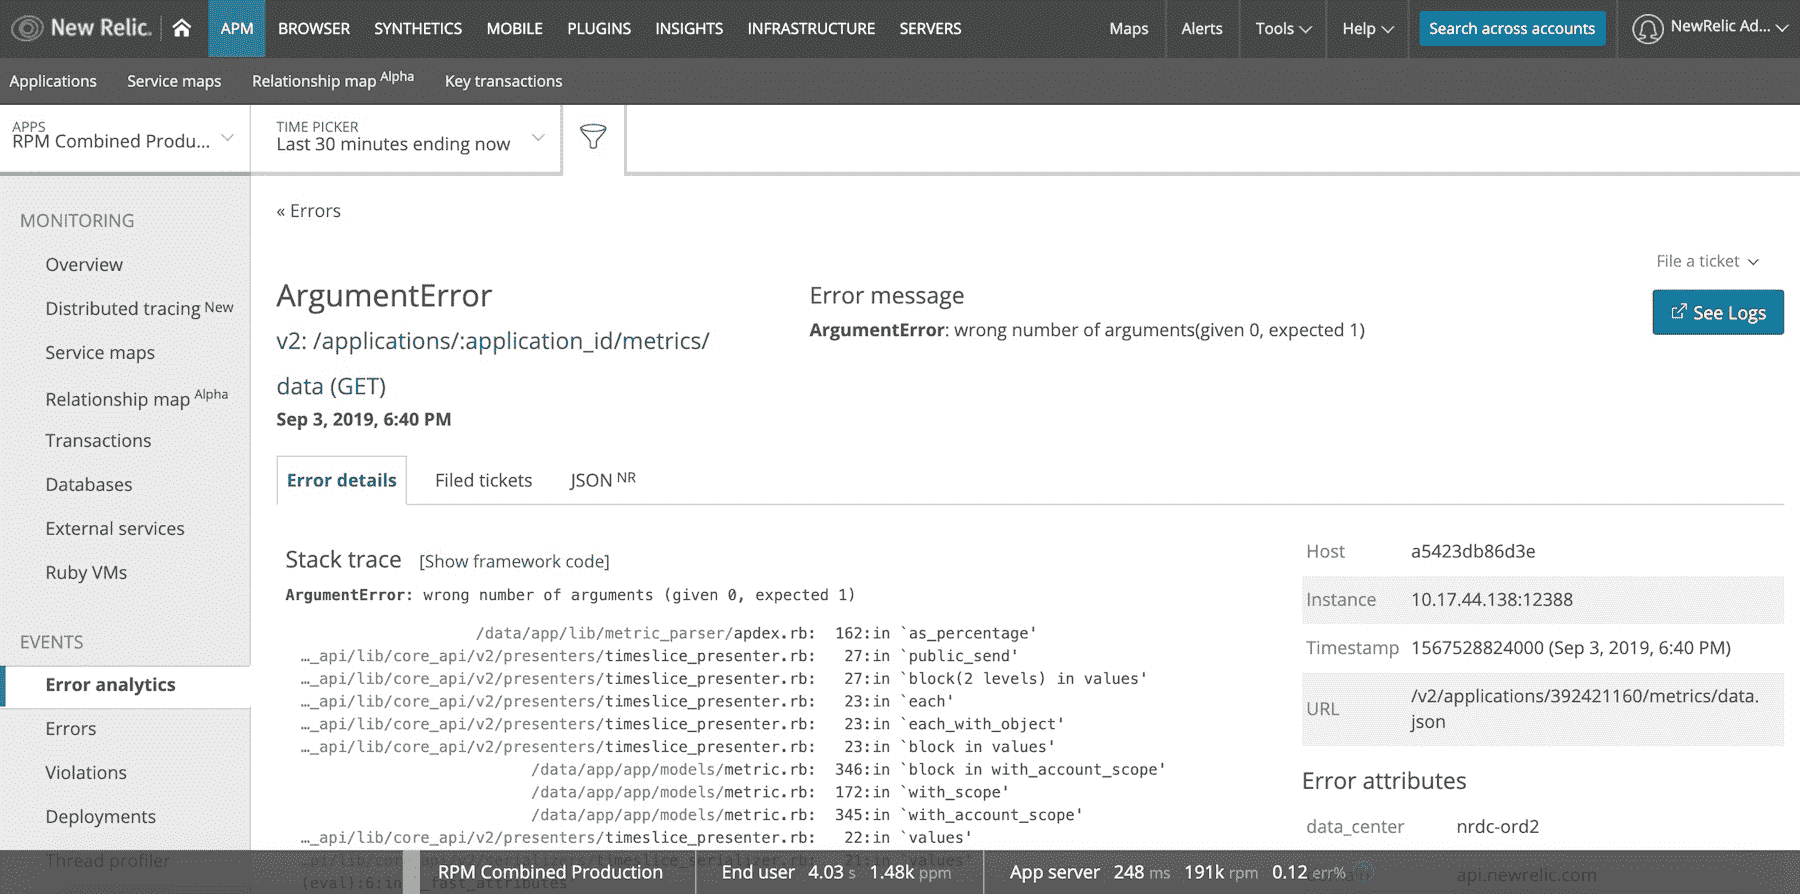 New Relic. APM BROWSER SYNTHETICS MOBILE PLUGINS INSIGHTS INFRASTRUCTURE SERVERS Maps Alerts Tools Help Search across accounts NewRelic Ad...
Applications Service maps Relationship map Alpha Key transactions
APPS
RPM Combined Produ...
TIME PICKER
Last 30 minutes ending now
MONITORING
Overview
Distributed tracing New
Service maps
Relationship map Alpha
Transactions
Databases
External services
Ruby VMs
EVENTS
Error analytics
Errors
Violations
Deployments
Thread profiler
« Errors
File a ticket
See Logs
ArgumentError
v2: /applications/:application_id/metrics/
data (GET)
Sep 3, 2019, 6:40 PM
Error message
ArgumentError: wrong number of arguments(given 0, expected 1)
Error details Filed tickets JSON NR
Stack trace [Show framework code]
ArgumentError: wrong number of arguments (given 0, expected 1)
/data/app/lib/metric_parser/apdex.rb: 162:in `as_percentage'
…_api/lib/core_api/v2/presenters/timeslice_presenter.rb: 27:in `public_send'
…_api/lib/core_api/v2/presenters/timeslice_presenter.rb: 27:in `block(2 levels) in values'
…_api/lib/core_api/v2/presenters/timeslice_presenter.rb: 23:in `each'
…_api/lib/core_api/v2/presenters/timeslice_presenter.rb: 23:in `each_with_object'
…_api/lib/core_api/v2/presenters/timeslice_presenter.rb: 23:in `block in values'
/data/app/app/models/metric.rb: 346:in `block in with_account_scope'
/data/app/app/models/metric.rb: 172:in `with_scope'
/data/app/app/models/metric.rb: 345:in `with_account_scope'
…_api/lib/core_api/v2/presenters/timeslice_presenter.rb: 22:in `values'
Host a5423db86d3e
Instance 10.17.44.138:12388
Timestamp 1567528824000 (Sep 3, 2019, 6:40 PM)
URL /v2/applications/392421160/metrics/data.
json
Error attributes
data_center nrdc-ord2
api.newrelic.com
RPM Combined Production End user 4.03 s 1.48k ppm App server 248 ms 191k rpm 0.12 err%